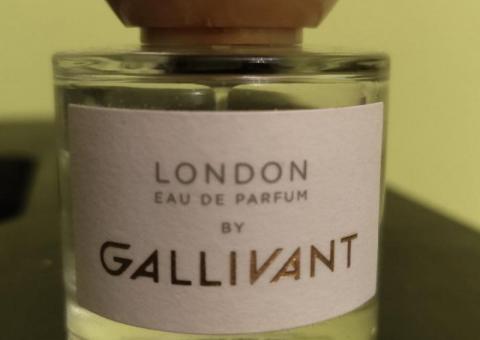 LONDON
EAU DE PARFUM
BY
GALLIVANT